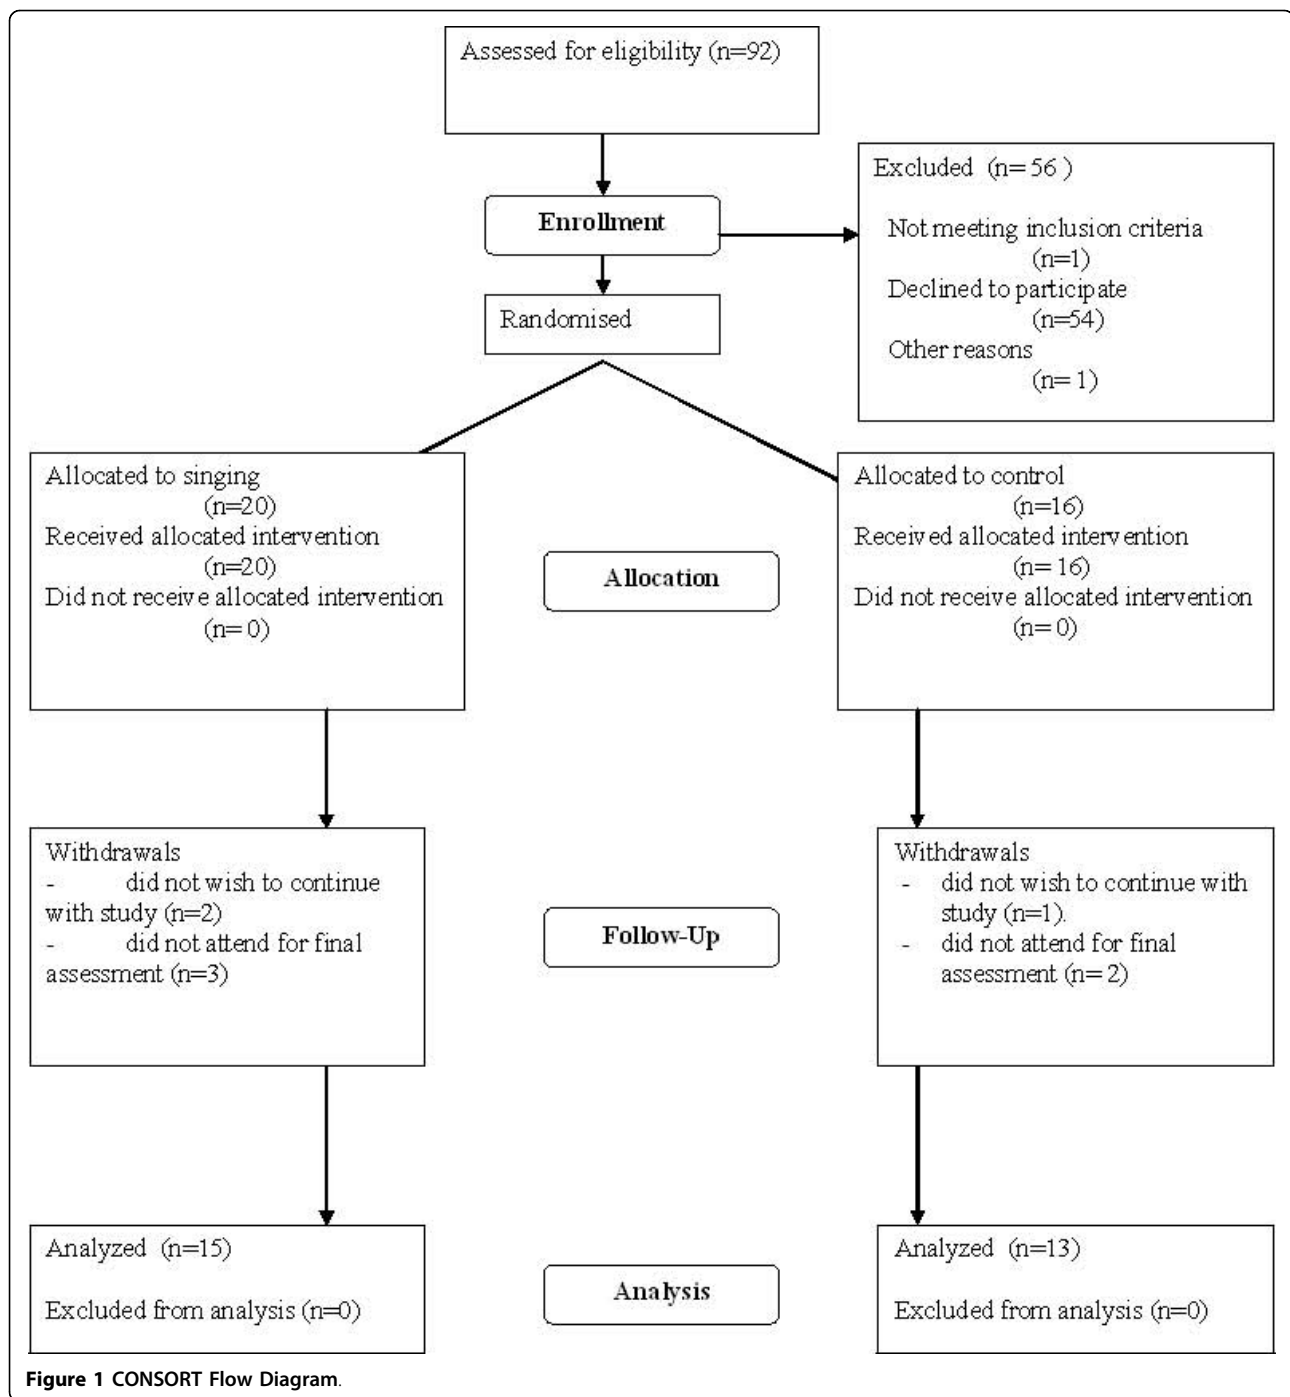 Assessed for eligibility (n=92)
Excluded (n= 56 )
Not meeting inclusion criteria
(n=1)
Declined to participate
(n=54)
Other reasons
(n= 1)
Enrollment
Randomised
Allocated to singing
(n=20)
Received allocated intervention
(n=20)
Did not receive allocated intervention
(n= 0)
Allocation
Allocated to control
(n=16)
Received allocated intervention
(n= 16)
Did not receive allocated intervention
(n= 0)
Withdrawals
- did not wish to continue
with study (n=2)
- did not attend for final
assessment (n=3)
Follow-Up
Withdrawals
- did not wish to continue with
study (n=1).
- did not attend for final
assessment (n= 2)
Analyzed (n=15)
Excluded from analysis (n=0)
Analysis
Analyzed (n=13)
Excluded from analysis (n=0)
Figure 1 CONSORT Flow Diagram.